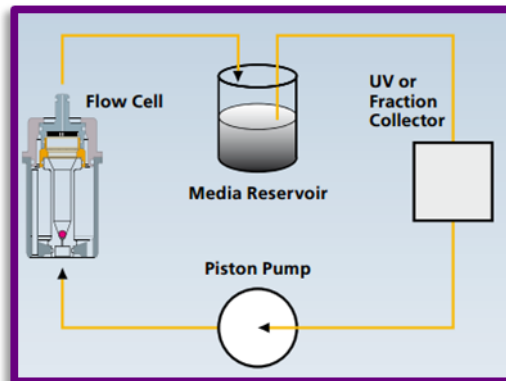 Flow Cell
UV or
Fraction
Collector
Media Reservoir
Piston Pump